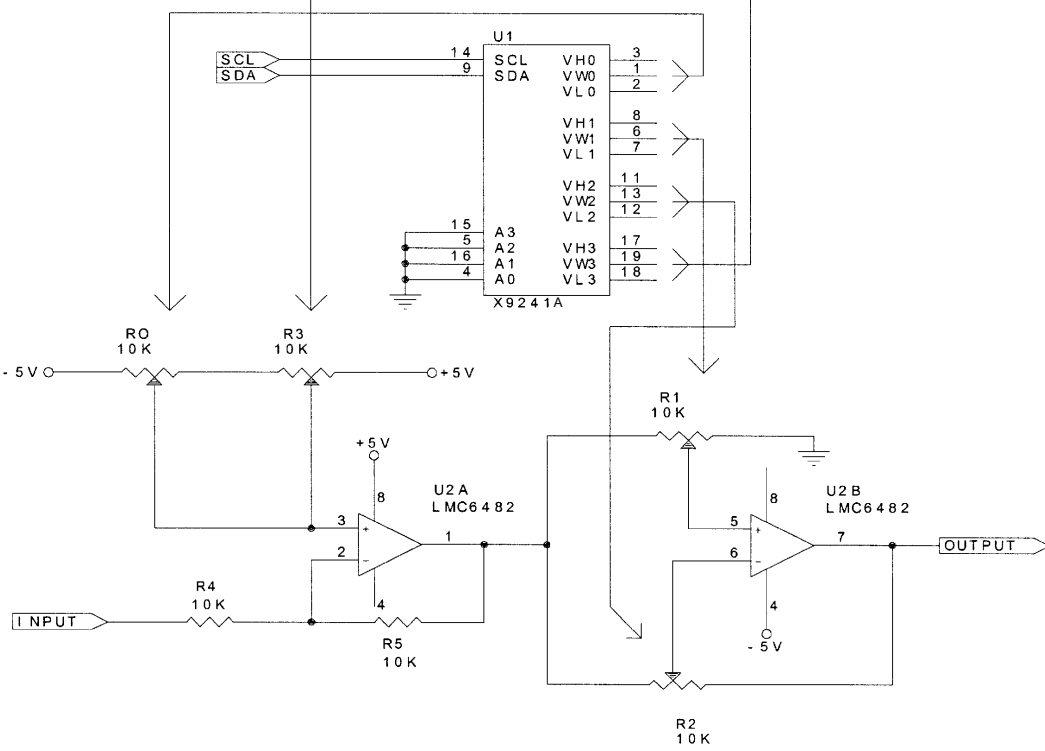 U1
SCL
SDA
14
9
SCL
SDA
VH0
VW0
VL0
3
1
2
VH1
VW1
VL1
8
6
7
VH2
VW2
VL2
11
13
12
VH3
VW3
VL3
17
19
18
15
5
16
4
A3
A2
A1
A0
X9241A
R0
10K
R3
10K
-5V
+5V
R1
10K
+5V
8
U2A
LMC6482
3
+
2
-
1
4
8
U2B
LMC6482
5
+
6
-
7
4
-5V
OUTPUT
INPUT
R4
10K
R5
10K
R2
10K